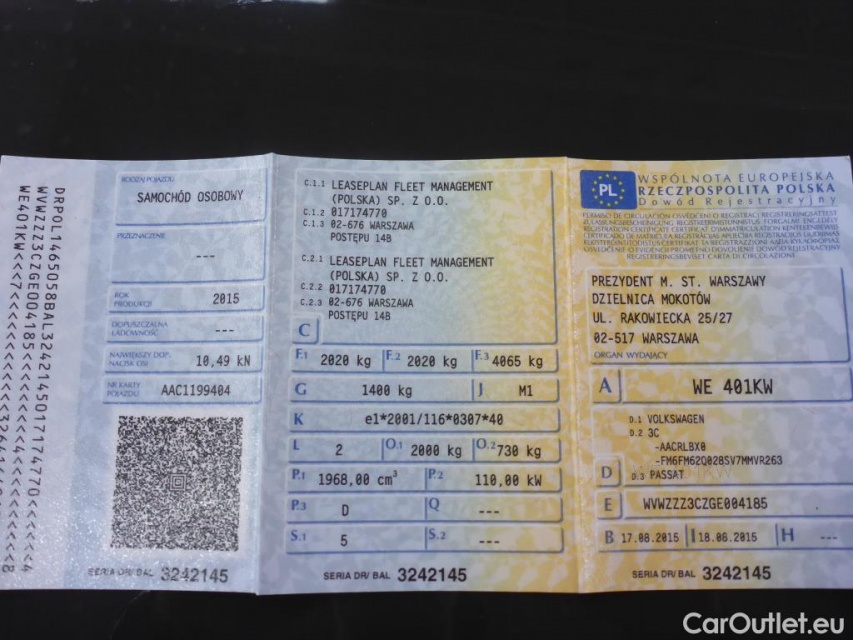 DRPOL1465058BAL3242145017174770<<<<<<4
WVWZZZ3CZGE004185
WE401KW<<7
RODZAJ POJAZDU
SAMOCHÓD OSOBOWY
PRZEZNACZENIE
---
ROK PRODUKCJI 2015
DOPUSZCZALNA ŁADOWNOŚĆ ---
NAJWIĘKSZY DOP. NACISK OSI 10,49 kN
NR KARTY POJAZDU AAC1199404
SERIA DR/ BAL 3242145
C.1.1 LEASEPLAN FLEET MANAGEMENT
(POLSKA) SP. Z O.O.
C.1.2 017174770
C.1.3 02-676 WARSZAWA
POSTĘPU 14B
C.2.1 LEASEPLAN FLEET MANAGEMENT
(POLSKA) SP. Z O.O.
C.2.2 017174770
C.2.3 02-676 WARSZAWA
POSTĘPU 14B
C
F.1 2020 kg F.2 2020 kg F.3 4065 kg
G 1400 kg J M1
K e1*2001/116*0307*40
L 2 O.1 2000 kg O.2 730 kg
P.1 1968,00 cm³ P.2 110,00 kW
P.3 D Q ---
S.1 5 S.2 ---
SERIA DR/ BAL 3242145
PL
WSPÓLNOTA EUROPEJSKA
RZECZPOSPOLITA POLSKA
Dowód Rejestracyjny
PREZYDENT M. ST. WARSZAWY
DZIELNICA MOKOTÓW
UL. RAKOWIECKA 25/27
02-517 WARSZAWA
ORGAN WYDAJĄCY
A WE 401KW
D.1 VOLKSWAGEN
D.2 3C
-AACRLBX0
-FM6FM62Q028SV7MMVR263
D D.3 PASSAT
E WVWZZZ3CZGE004185
B 17.08.2015 I 18.08.2015 H ---
SERIA DR/ BAL 3242145
CarOutlet.eu